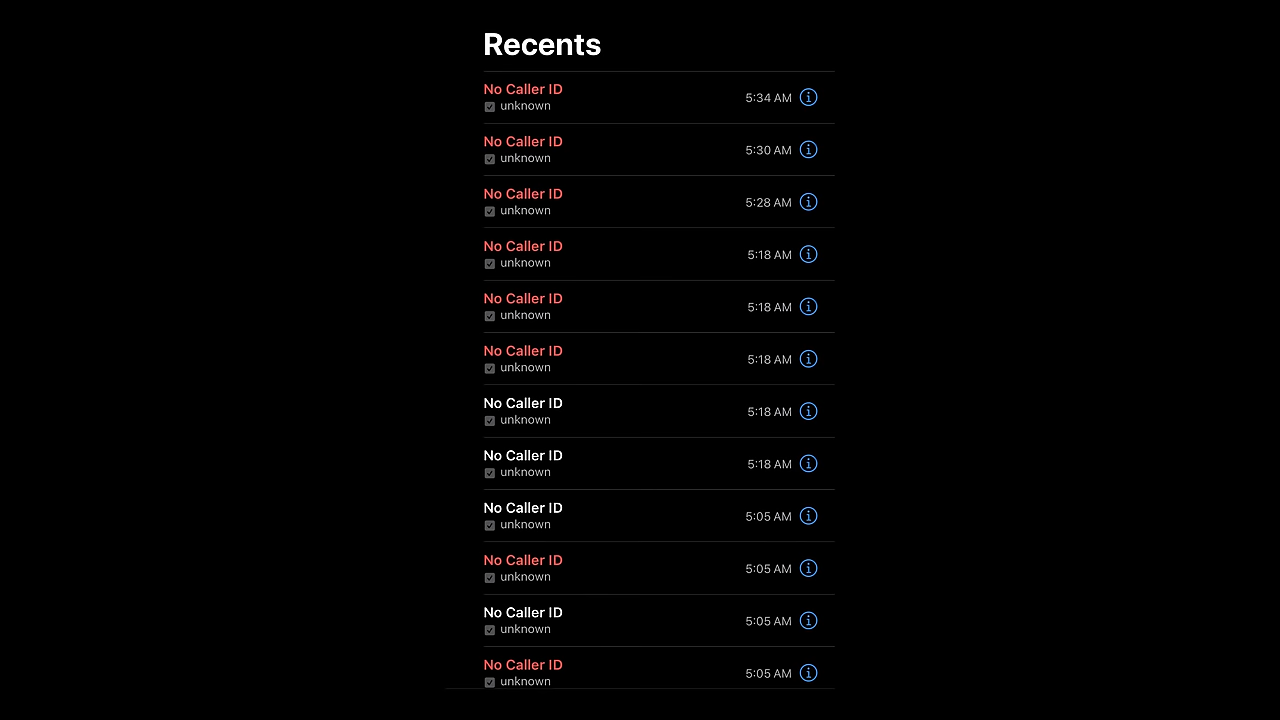 Recents
No Caller ID
unknown
5:34 AM
No Caller ID
unknown
5:30 AM
No Caller ID
unknown
5:28 AM
No Caller ID
unknown
5:18 AM
No Caller ID
unknown
5:18 AM
No Caller ID
unknown
5:18 AM
No Caller ID
unknown
5:18 AM
No Caller ID
unknown
5:18 AM
No Caller ID
unknown
5:05 AM
No Caller ID
unknown
5:05 AM
No Caller ID
unknown
5:05 AM
No Caller ID
unknown
5:05 AM